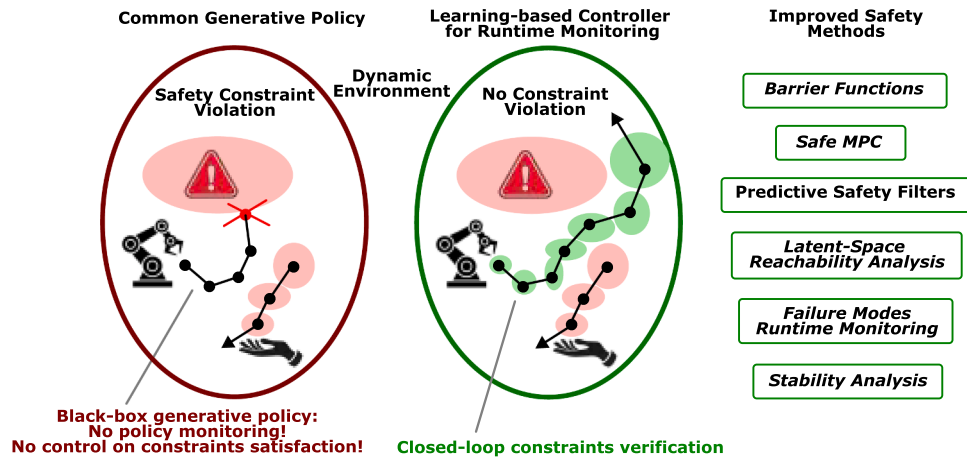 Common Generative Policy
Safety Constraint
Violation
Black-box generative policy:
No policy monitoring!
No control on constraints satisfaction!
Dynamic
Environment
Learning-based Controller
for Runtime Monitoring
No Constraint
Violation
Closed-loop constraints verification
Improved Safety
Methods
Barrier Functions
Safe MPC
Predictive Safety Filters
Latent-Space
Reachability Analysis
Failure Modes
Runtime Monitoring
Stability Analysis